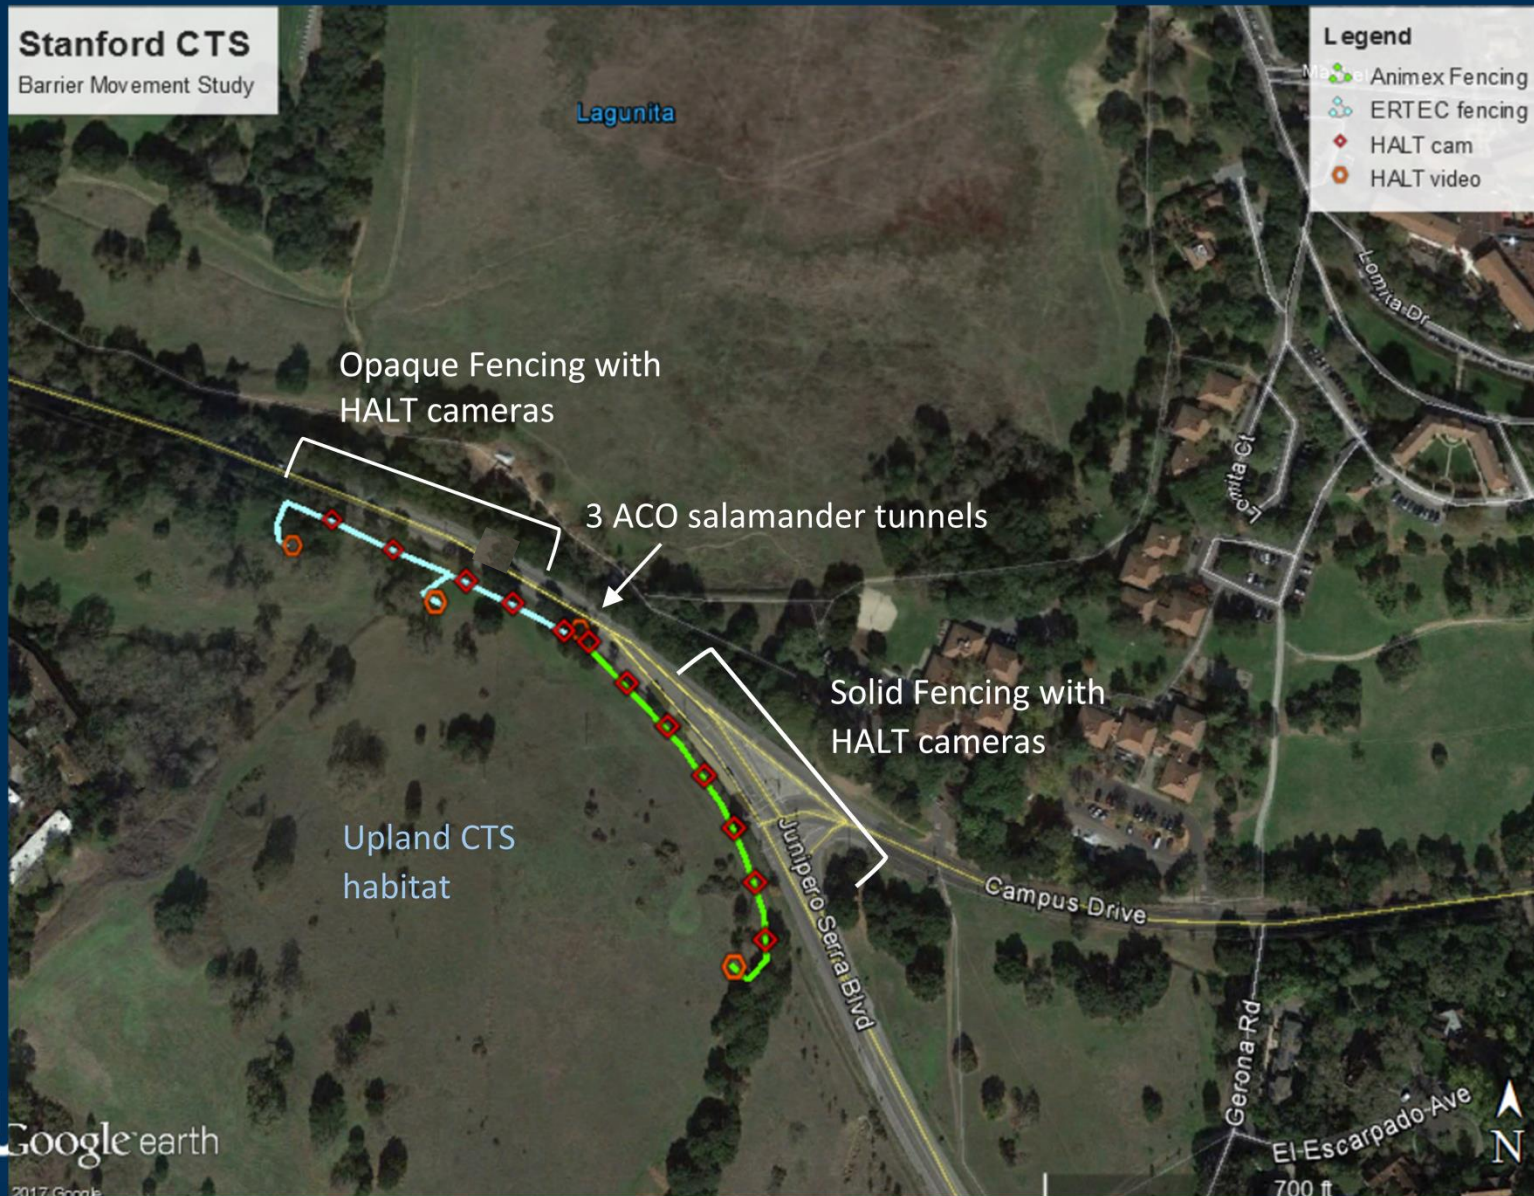 Stanford CTS
Barrier Movement Study
Legend
Animex Fencing
ERTEC fencing
HALT cam
HALT video
Lagunita
Lomita Dr
Opaque Fencing with
HALT cameras
Lomita Ct
3 ACO salamander tunnels
Solid Fencing with
HALT cameras
Upland CTS
habitat
Junipero Serra Blvd
Campus Drive
Gerona Rd
El Escarpado Ave
N
Google earth
2017 Google
700 ft